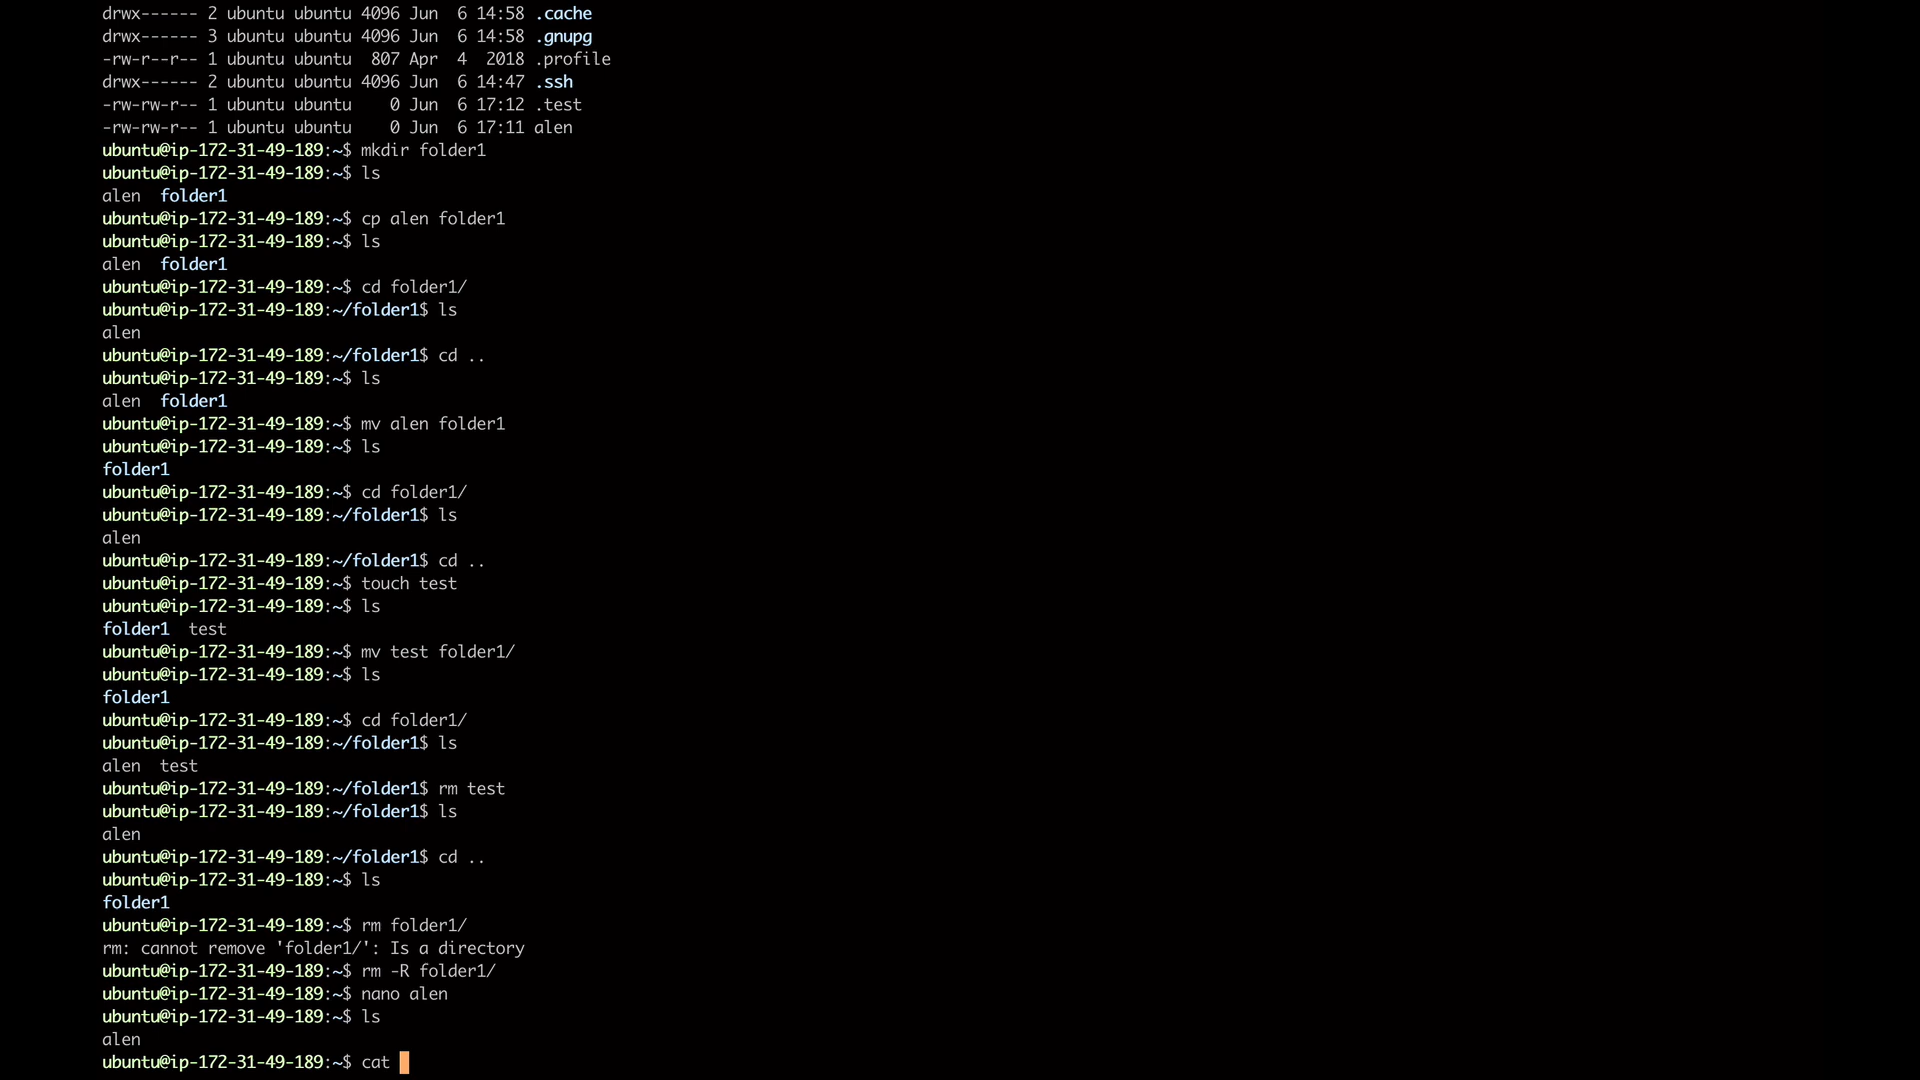 drwx------ 2 ubuntu ubuntu 4096 Jun  6 14:58 .cache
drwx------ 3 ubuntu ubuntu 4096 Jun  6 14:58 .gnupg
-rw-r--r-- 1 ubuntu ubuntu  807 Apr  4  2018 .profile
drwx------ 2 ubuntu ubuntu 4096 Jun  6 14:47 .ssh
-rw-rw-r-- 1 ubuntu ubuntu    0 Jun  6 17:12 .test
-rw-rw-r-- 1 ubuntu ubuntu    0 Jun  6 17:11 alen
ubuntu@ip-172-31-49-189:~$ mkdir folder1
ubuntu@ip-172-31-49-189:~$ ls
alen  folder1
ubuntu@ip-172-31-49-189:~$ cp alen folder1
ubuntu@ip-172-31-49-189:~$ ls
alen  folder1
ubuntu@ip-172-31-49-189:~$ cd folder1/
ubuntu@ip-172-31-49-189:~/folder1$ ls
alen
ubuntu@ip-172-31-49-189:~/folder1$ cd ..
ubuntu@ip-172-31-49-189:~$ ls
alen  folder1
ubuntu@ip-172-31-49-189:~$ mv alen folder1
ubuntu@ip-172-31-49-189:~$ ls
folder1
ubuntu@ip-172-31-49-189:~$ cd folder1/
ubuntu@ip-172-31-49-189:~/folder1$ ls
alen
ubuntu@ip-172-31-49-189:~/folder1$ cd ..
ubuntu@ip-172-31-49-189:~$ touch test
ubuntu@ip-172-31-49-189:~$ ls
folder1  test
ubuntu@ip-172-31-49-189:~$ mv test folder1/
ubuntu@ip-172-31-49-189:~$ ls
folder1
ubuntu@ip-172-31-49-189:~$ cd folder1/
ubuntu@ip-172-31-49-189:~/folder1$ ls
alen  test
ubuntu@ip-172-31-49-189:~/folder1$ rm test
ubuntu@ip-172-31-49-189:~/folder1$ ls
alen
ubuntu@ip-172-31-49-189:~/folder1$ cd ..
ubuntu@ip-172-31-49-189:~$ ls
folder1
ubuntu@ip-172-31-49-189:~$ rm folder1/
rm: cannot remove 'folder1/': Is a directory
ubuntu@ip-172-31-49-189:~$ rm -R folder1/
ubuntu@ip-172-31-49-189:~$ nano alen
ubuntu@ip-172-31-49-189:~$ ls
alen
ubuntu@ip-172-31-49-189:~$ cat